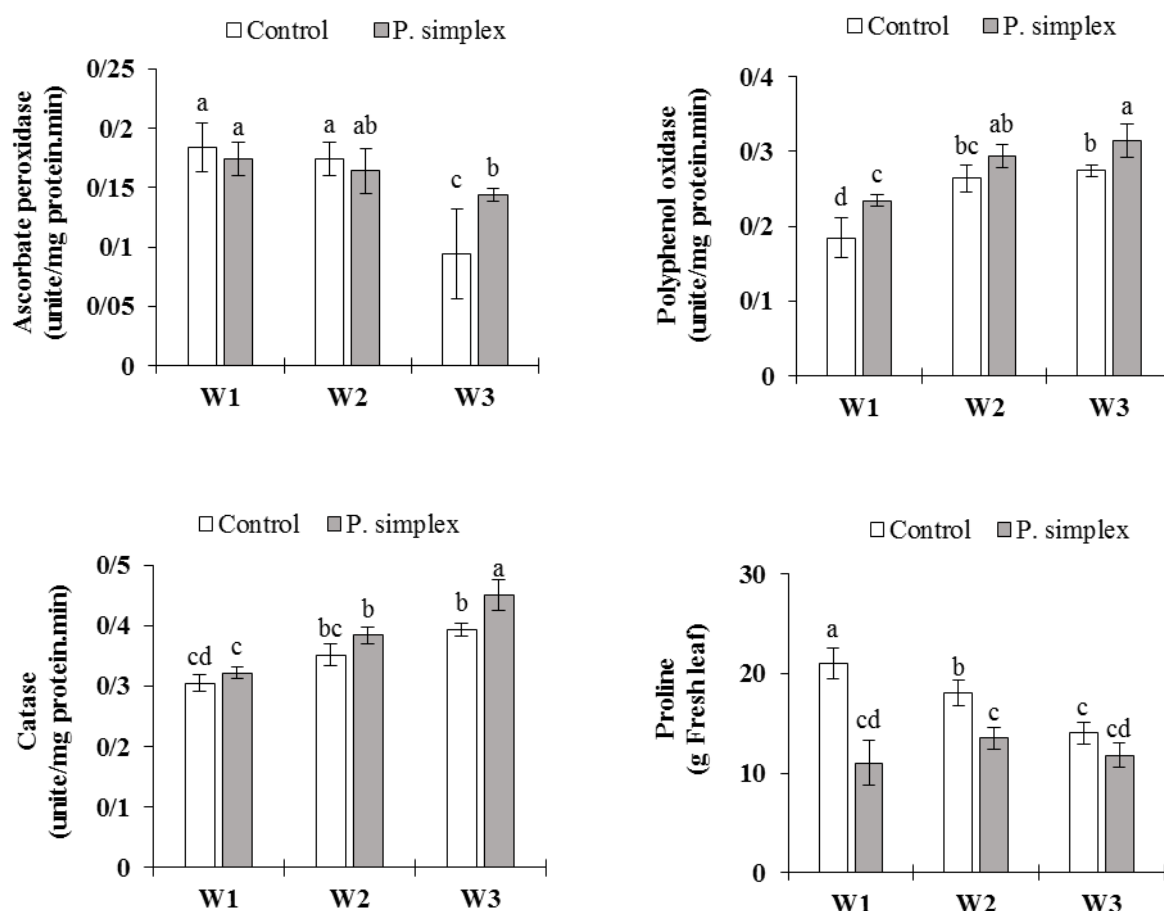 Control P. simplex
Ascorbate peroxidase
(unite/mg protein.min)
0/25
0/2
0/15
0/1
0/05
0
a a a ab c b
W1 W2 W3
Control P. simplex
Polyphenol oxidase
(unite/mg protein.min)
0/4
0/3
0/2
0/1
0
d c bc ab b a
W1 W2 W3
Control P. simplex
Catase
(unite/mg protein.min)
0/5
0/4
0/3
0/2
0/1
0
cd c bc b b a
W1 W2 W3
Control P. simplex
Proline
(g Fresh leaf)
30
20
10
0
a cd b c c cd
W1 W2 W3